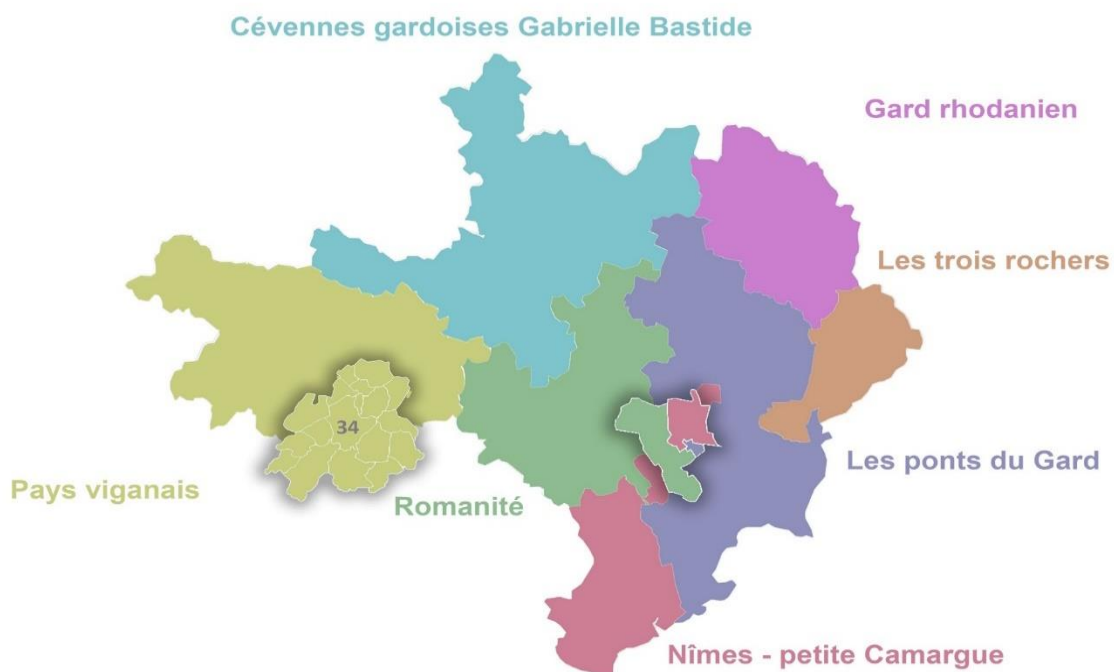 Cévennes gardoises Gabrielle Bastide
Gard rhodanien
Les trois rochers
34
Les ponts du Gard
Pays viganais
Romanité
Nîmes - petite Camargue